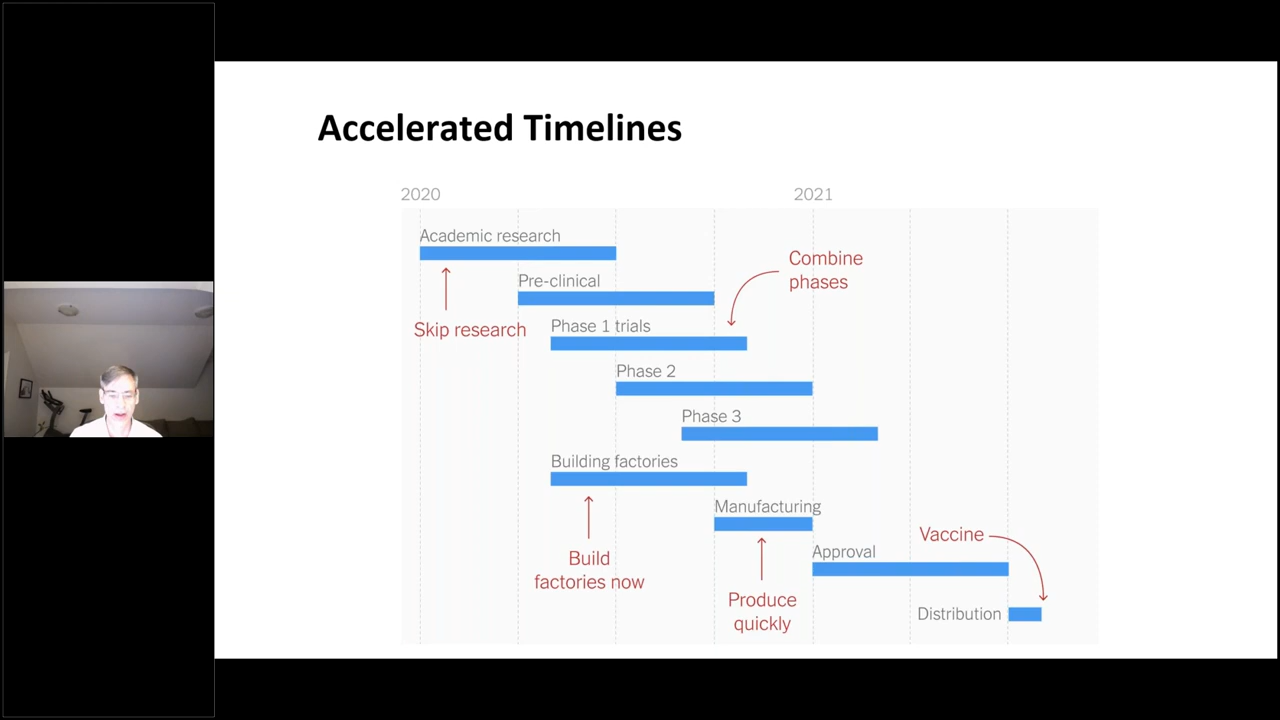 Accelerated Timelines
2020
2021
Academic research
Combine
phases
Pre-clinical
Skip research
Phase 1 trials
Phase 2
Phase 3
Building factories
Manufacturing
Vaccine
Approval
Build
factories now
Produce
quickly
Distribution